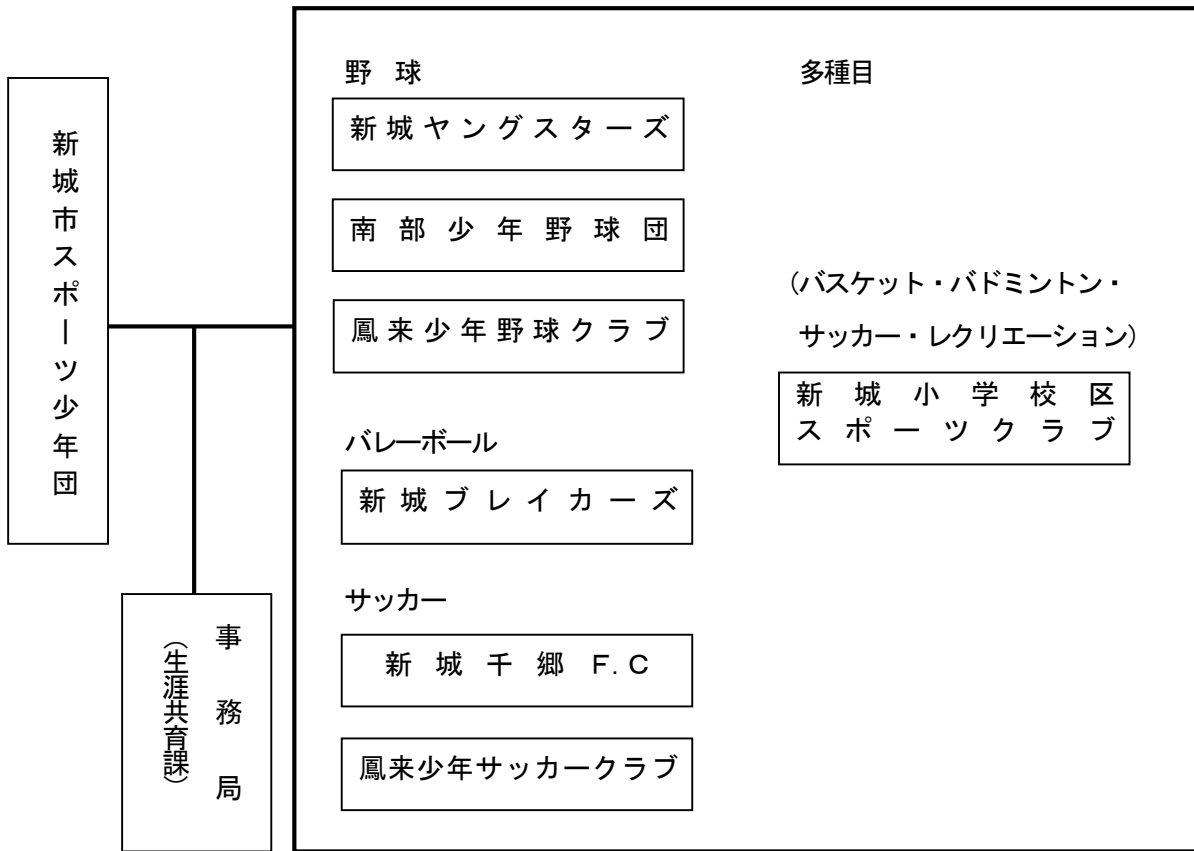 新城市スポーツ少年団
事務局
（生涯共育課）
野球
新城ヤングスターズ
南部少年野球団
鳳来少年野球クラブ
バレーボール
新城ブレイカーズ
サッカー
新城千郷 F.C
鳳来少年サッカークラブ
多種目
(バスケット・バドミントン・
サッカー・レクリエーション)
新城小学校区
スポーツクラブ